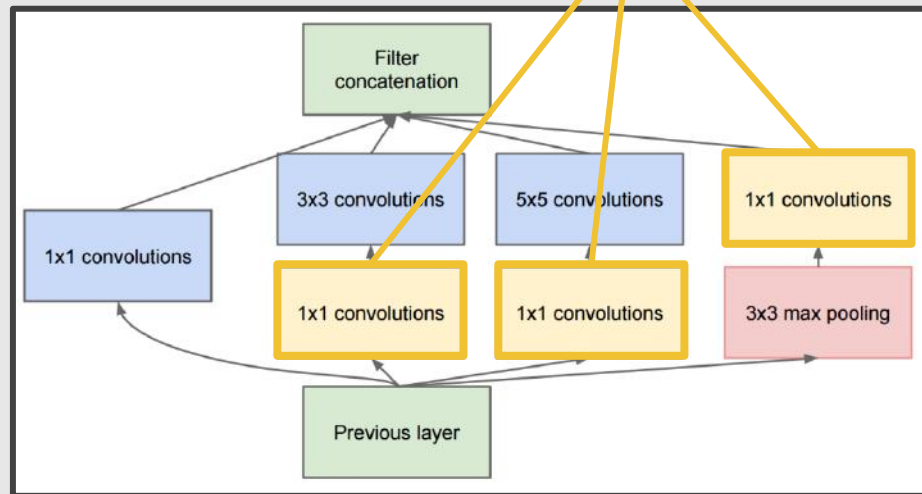 Filter
concatenation
3x3 convolutions
5x5 convolutions
1x1 convolutions
1x1 convolutions
1x1 convolutions
1x1 convolutions
3x3 max pooling
Previous layer